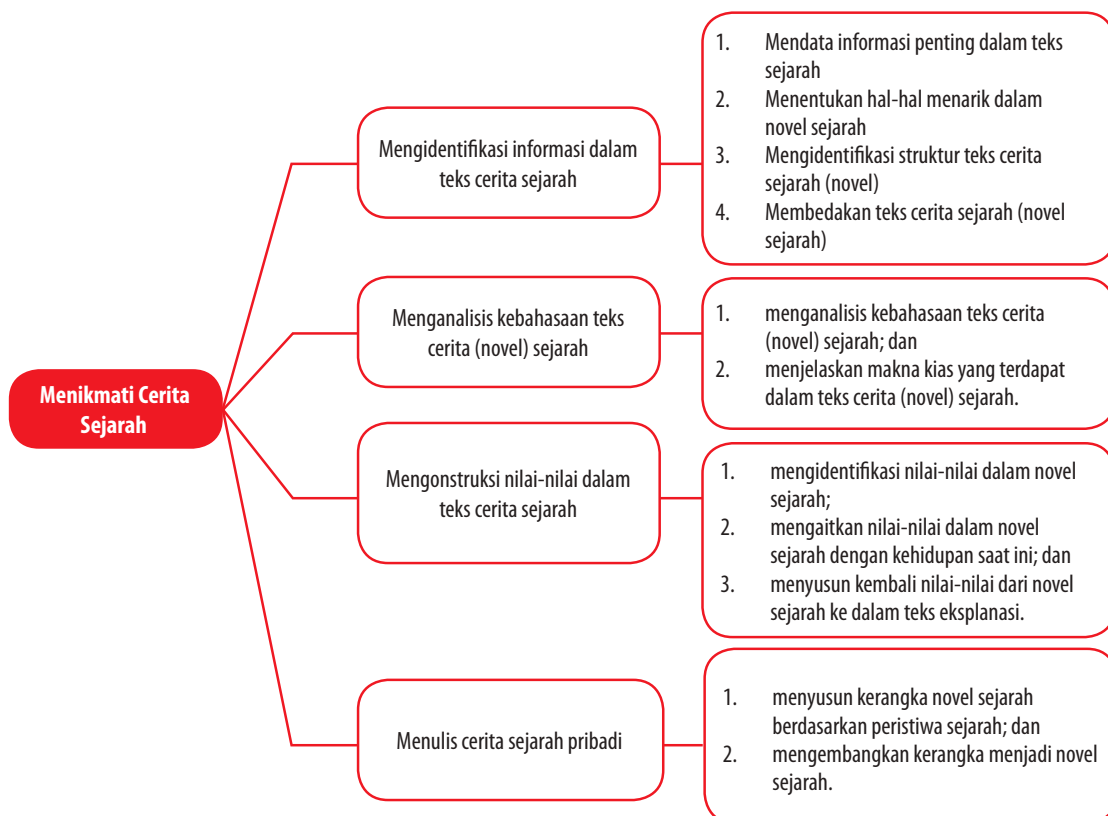 Menikmati Cerita
Sejarah
Mengidentifikasi informasi dalam
teks cerita sejarah
1. Mendata informasi penting dalam teks
sejarah
2. Menentukan hal-hal menarik dalam
novel sejarah
3. Mengidentifikasi struktur teks cerita
sejarah (novel)
4. Membedakan teks cerita sejarah (novel
sejarah)
Menganalisis kebahasaan teks
cerita (novel) sejarah
1. menganalisis kebahasaan teks cerita
(novel) sejarah; dan
2. menjelaskan makna kias yang terdapat
dalam teks cerita (novel) sejarah.
Mengonstruksi nilai-nilai dalam
teks cerita sejarah
1. mengidentifikasi nilai-nilai dalam novel
sejarah;
2. mengaitkan nilai-nilai dalam novel
sejarah dengan kehidupan saat ini; dan
3. menyusun kembali nilai-nilai dari novel
sejarah ke dalam teks eksplanasi.
Menulis cerita sejarah pribadi
1. menyusun kerangka novel sejarah
berdasarkan peristiwa sejarah; dan
2. mengembangkan kerangka menjadi novel
sejarah.